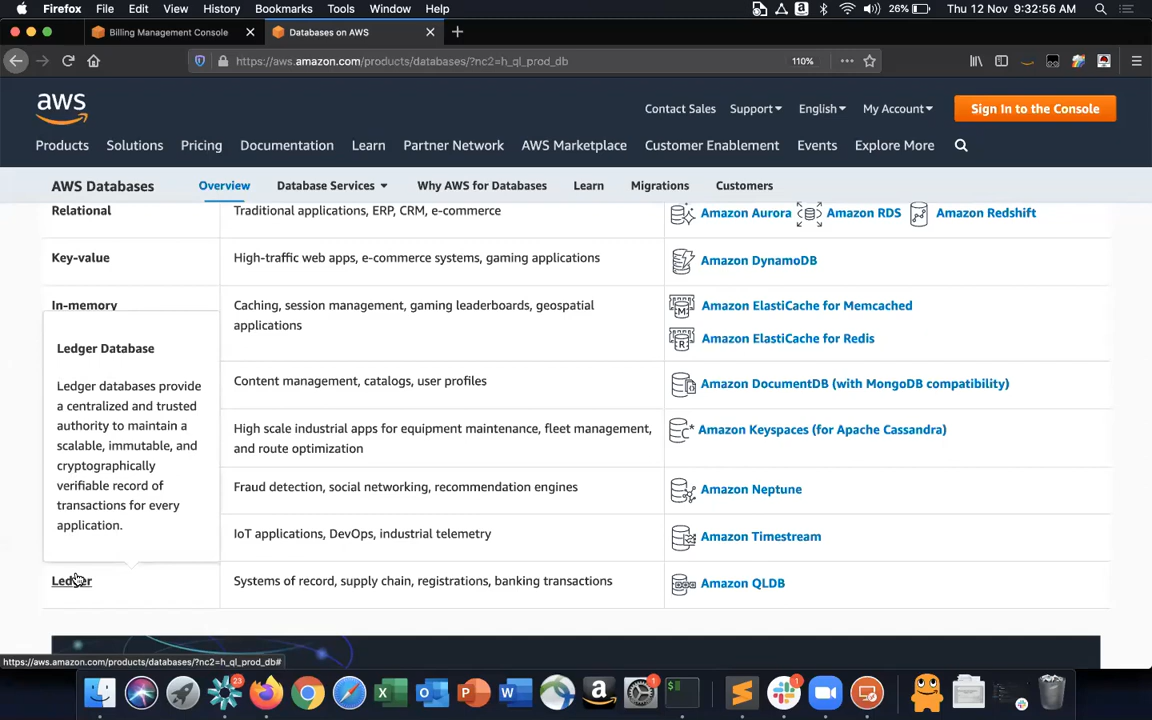 Firefox File Edit View History Bookmarks Tools Window Help 26% Thu 12 Nov 9:32:56 AM
Billing Management Console Databases on AWS
https://aws.amazon.com/products/databases/?nc2=h_ql_prod_db 110%
aws Contact Sales Support English My Account Sign In to the Console
Products Solutions Pricing Documentation Learn Partner Network AWS Marketplace Customer Enablement Events Explore More
AWS Databases Overview Database Services Why AWS for Databases Learn Migrations Customers
Relational Traditional applications, ERP, CRM, e-commerce Amazon Aurora Amazon RDS Amazon Redshift
Key-value High-traffic web apps, e-commerce systems, gaming applications Amazon DynamoDB
In-memory Caching, session management, gaming leaderboards, geospatial Amazon ElastiCache for Memcached
applications
Amazon ElastiCache for Redis
Ledger Database
Ledger databases provide
a centralized and trusted
authority to maintain a
scalable, immutable, and
cryptographically
verifiable record of
transactions for every
application.
Content management, catalogs, user profiles Amazon DocumentDB (with MongoDB compatibility)
High scale industrial apps for equipment maintenance, fleet management, Amazon Keyspaces (for Apache Cassandra)
and route optimization
Fraud detection, social networking, recommendation engines Amazon Neptune
IoT applications, DevOps, industrial telemetry Amazon Timestream
Ledger Systems of record, supply chain, registrations, banking transactions Amazon QLDB
https://aws.amazon.com/products/databases/?nc2=h_ql_prod_db#
23 1 1